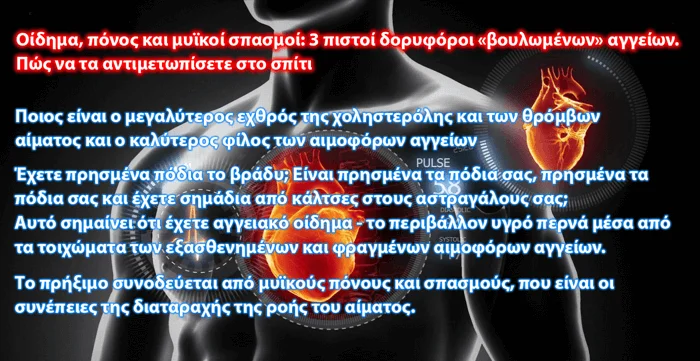 Οίδημα, πόνος και μυϊκοί σπασμοί: 3 πιστοί δορυφόροι «βουλωμένων» αγγείων.
Πώς να τα αντιμετωπίσετε στο σπίτι
Ποιος είναι ο μεγαλύτερος εχθρός της χοληστερόλης και των θρόμβων
αίματος και ο καλύτερος φίλος των αιμοφόρων αγγείων
Έχετε πρησμένα πόδια το βράδυ; Είναι πρησμένα τα πόδια σας, πρησμένα τα
πόδια σας και έχετε σημάδια από κάλτσες στους αστραγάλους σας;
Αυτό σημαίνει ότι έχετε αγγειακό οίδημα - το περιβάλλον υγρό περνά μέσα από
τα τοιχώματα των εξασθενημένων και φραγμένων αιμοφόρων αγγείων.
Το πρήξιμο συνοδεύεται από μυϊκούς πόνους και σπασμούς, που είναι οι
συνέπειες της διαταραχής της ροής του αίματος.
PULSE